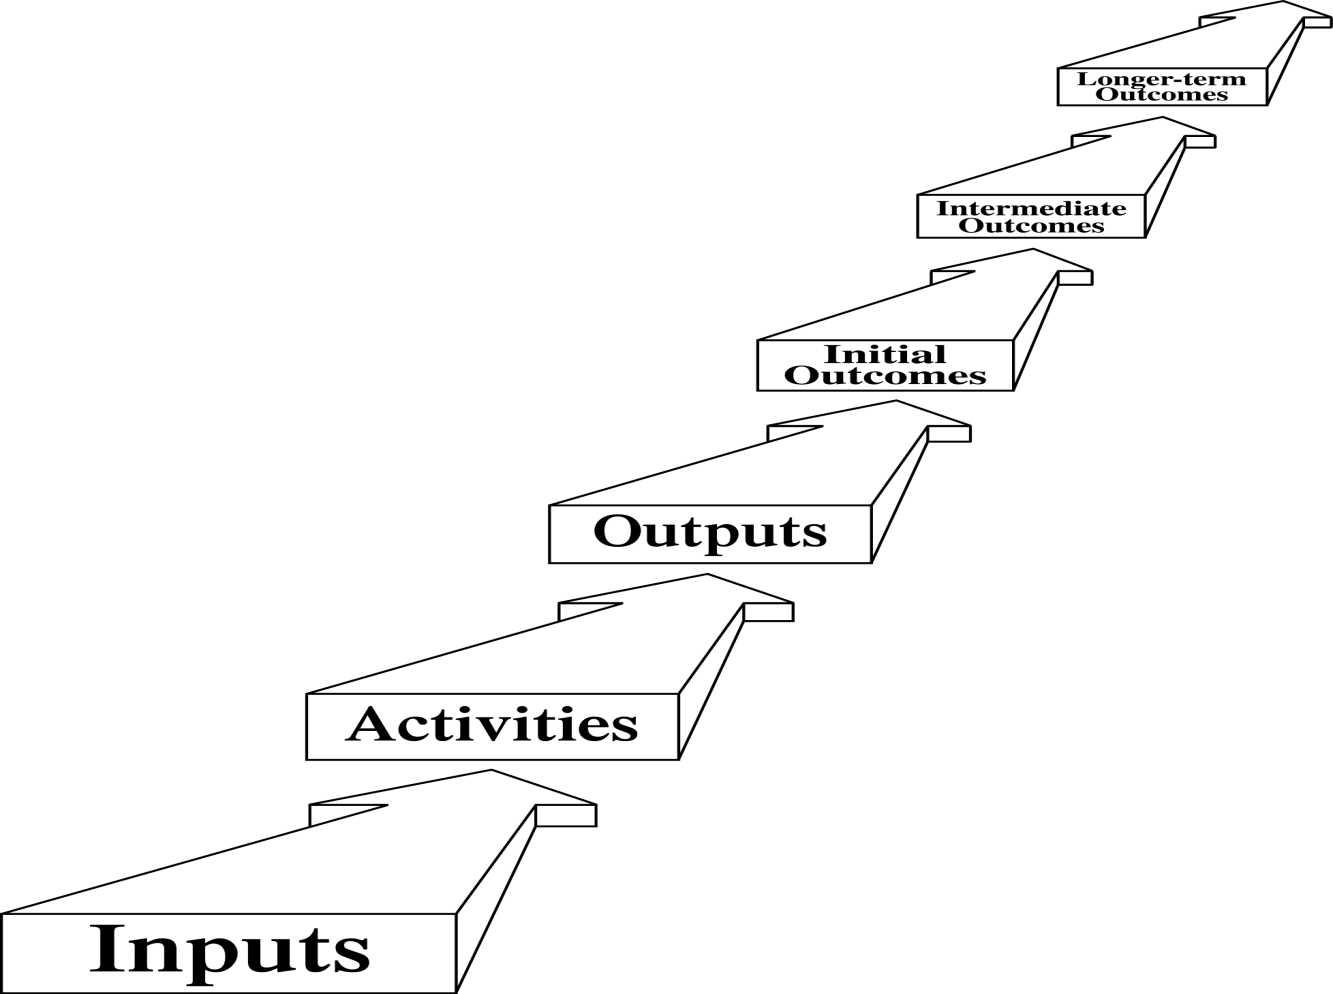 Longer-term
Outcomes
Intermediate
Outcomes
Initial
Outcomes
Outputs
Activities
Inputs